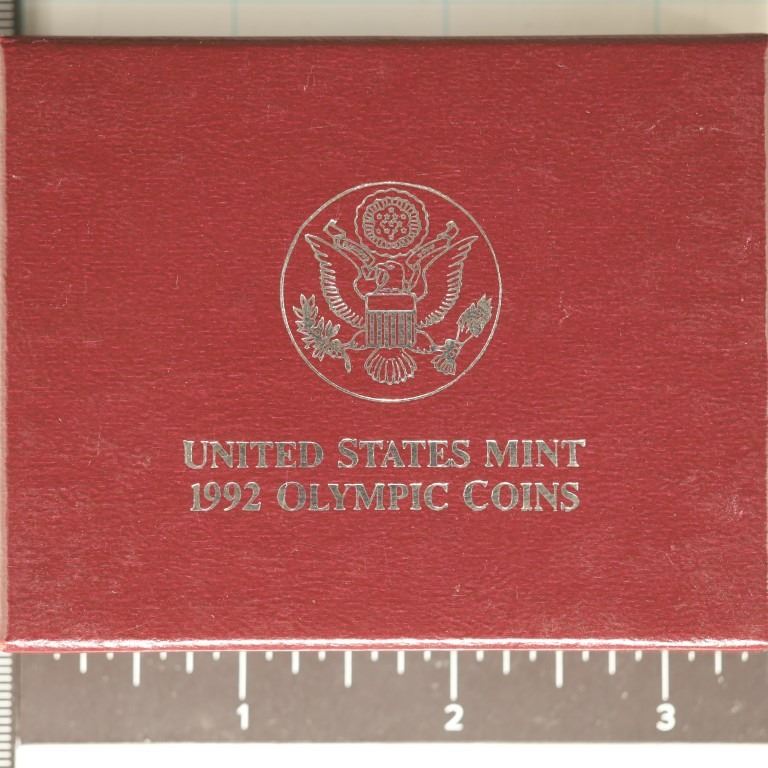 UNITED STATES MINT
1992 OLYMPIC COINS
1 2 3